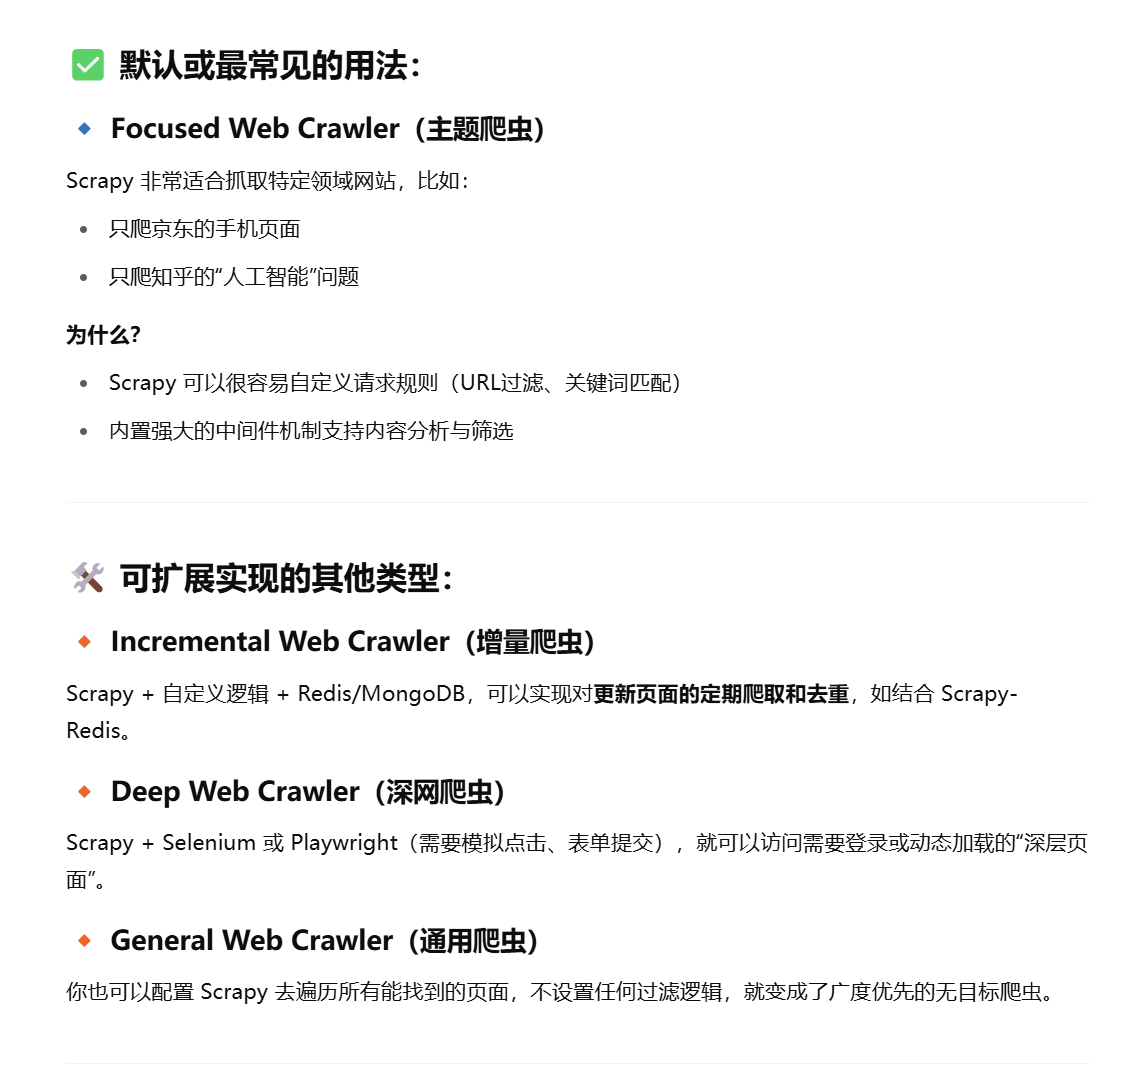 ✅ 默认或最常见的用法：
🔹 Focused Web Crawler（主题爬虫）
Scrapy 非常适合抓取特定领域网站，比如：
• 只爬京东的手机页面
• 只爬知乎的“人工智能”问题
为什么？
• Scrapy 可以很容易自定义请求规则（URL过滤、关键词匹配）
• 内置强大的中间件机制支持内容分析与筛选
🛠️ 可扩展实现的其他类型：
🔸 Incremental Web Crawler（增量爬虫）
Scrapy + 自定义逻辑 + Redis/MongoDB，可以实现对更新页面的定期爬取和去重，如结合 Scrapy-
Redis。
🔸 Deep Web Crawler（深网爬虫）
Scrapy + Selenium 或 Playwright（需要模拟点击、表单提交），就可以访问需要登录或动态加载的“深层页
面”。
🔸 General Web Crawler（通用爬虫）
你也可以配置 Scrapy 去遍历所有能找到的页面，不设置任何过滤逻辑，就变成了广度优先的无目标爬虫。